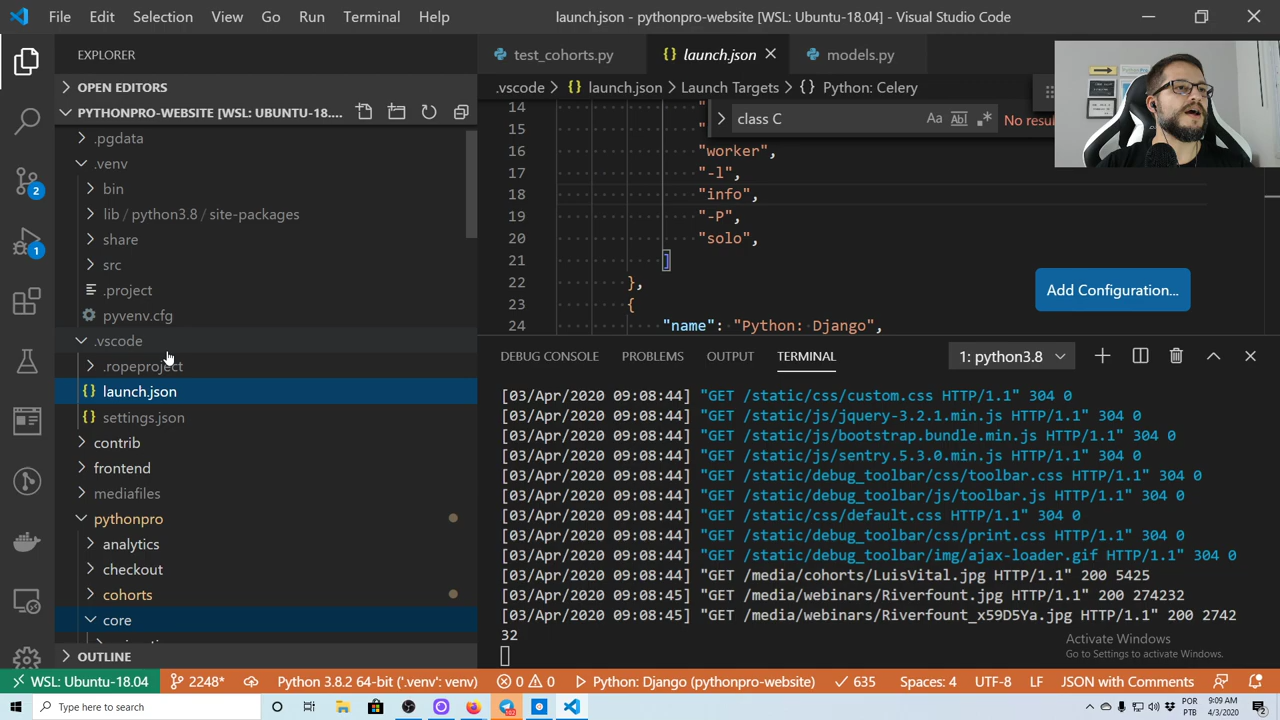 File Edit Selection View Go Run Terminal Help
launch.json - pythonpro-website [WSL: Ubuntu-18.04] - Visual Studio Code
EXPLORER
OPEN EDITORS
PYTHONPRO-WEBSITE [WSL: UBUNTU-18....
.pgdata
.venv
bin
lib / python3.8 / site-packages
share
src
.project
pyvenv.cfg
.vscode
.ropeproject
launch.json
settings.json
contrib
frontend
mediafiles
pythonpro
analytics
checkout
cohorts
core
OUTLINE
2
1
test_cohorts.py
launch.json
models.py
.vscode > launch.json > Launch Targets > Python: Celery
class C
Aa Abl .*
No resu
14 "
15 "
16 "worker",
17 "-l",
18 "info",
19 "-P",
20 "solo",
21 ]
22 },
23 {
24 "name": "Python: Django",
Add Configuration...
DEBUG CONSOLE PROBLEMS OUTPUT TERMINAL
1: python3.8
[03/Apr/2020 09:08:44] "GET /static/css/custom.css HTTP/1.1" 304 0
[03/Apr/2020 09:08:44] "GET /static/js/jquery-3.2.1.min.js HTTP/1.1" 304 0
[03/Apr/2020 09:08:44] "GET /static/js/bootstrap.bundle.min.js HTTP/1.1" 304 0
[03/Apr/2020 09:08:44] "GET /static/js/sentry.5.3.0.min.js HTTP/1.1" 304 0
[03/Apr/2020 09:08:44] "GET /static/debug_toolbar/css/toolbar.css HTTP/1.1" 304 0
[03/Apr/2020 09:08:44] "GET /static/debug_toolbar/js/toolbar.js HTTP/1.1" 304 0
[03/Apr/2020 09:08:44] "GET /static/css/default.css HTTP/1.1" 304 0
[03/Apr/2020 09:08:44] "GET /static/debug_toolbar/css/print.css HTTP/1.1" 304 0
[03/Apr/2020 09:08:44] "GET /static/debug_toolbar/img/ajax-loader.gif HTTP/1.1" 304 0
[03/Apr/2020 09:08:44] "GET /media/cohorts/LuisVital.jpg HTTP/1.1" 200 5425
[03/Apr/2020 09:08:45] "GET /media/webinars/Riverfount.jpg HTTP/1.1" 200 274232
[03/Apr/2020 09:08:45] "GET /media/webinars/Riverfount_x59D5Ya.jpg HTTP/1.1" 200 2742
32
Activate Windows
Go to Settings to activate Windows.
WSL: Ubuntu-18.04 2248* Python 3.8.2 64-bit ('.venv': venv) 0 0 Python: Django (pythonpro-website) 635 Spaces: 4 UTF-8 LF JSON with Comments
Type here to search
POR
PTB
9:09 AM
4/3/2020
2